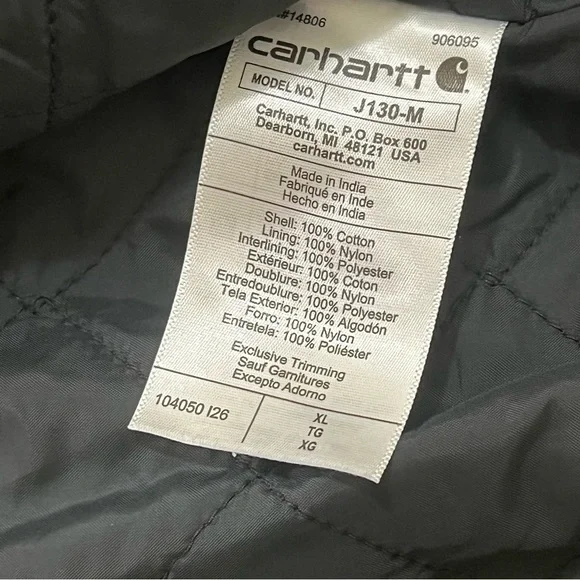 #14806 906095
carhartt
MODEL NO. J130-M
Carhartt, Inc. P.O. Box 600
Dearborn, MI 48121 USA
carhartt.com
Made in India
Fabriqué en Inde
Hecho en India
Shell: 100% Cotton
Lining: 100% Nylon
Interlining: 100% Polyester
Extérieur: 100% Coton
Doublure: 100% Nylon
Entredoublure: 100% Polyester
Tela Exterior: 100% Algodón
Forro: 100% Nylon
Entretela: 100% Poliéster
Exclusive Trimming
Sauf Garnitures
Excepto Adorno
104050 I26
XL
TG
XG